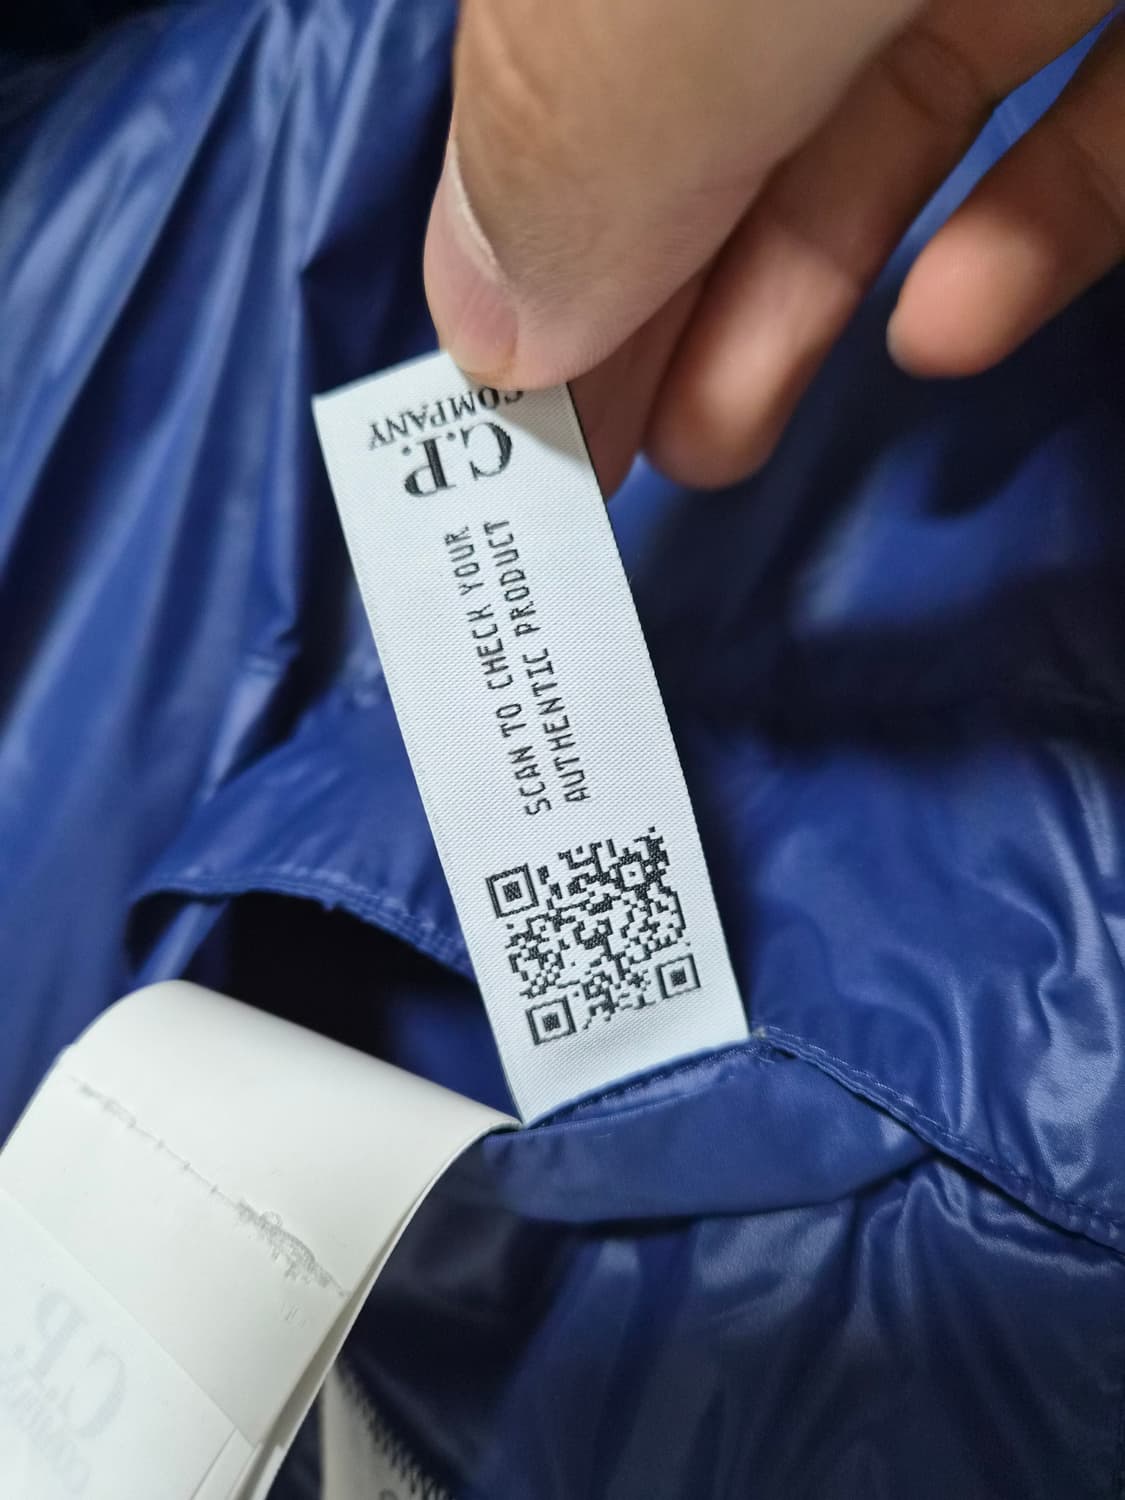 C.P.
COMPANY
SCAN TO CHECK YOUR
AUTHENTIC PRODUCT
C.P.